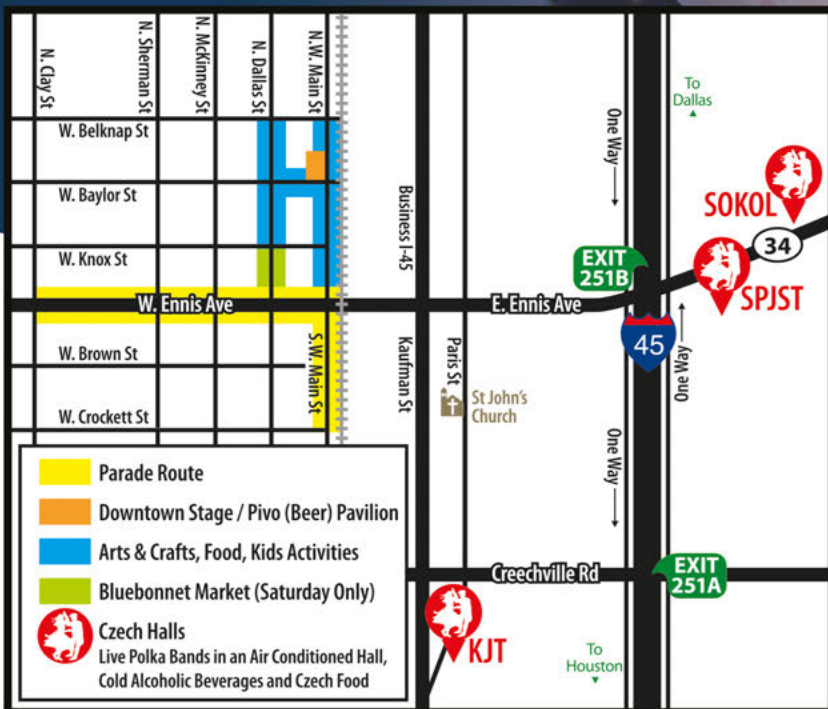 N. Clay St
N. Sherman St
N. McKinney St
N. Dallas St
N.W. Main St
W. Belknap St
W. Baylor St
W. Knox St
W. Ennis Ave
W. Brown St
W. Crockett St
S.W. Main St
Business I-45
Kaufman St
Paris St
St John's
Church
E. Ennis Ave
One Way
To
Dallas
SOKOL
34
EXIT
251B
SPJST
45
One Way
One Way
Creechville Rd
EXIT
251A
KJT
To
Houston
Parade Route
Downtown Stage / Pivo (Beer) Pavilion
Arts & Crafts, Food, Kids Activities
Bluebonnet Market (Saturday Only)
Czech Halls
Live Polka Bands in an Air Conditioned Hall,
Cold Alcoholic Beverages and Czech Food